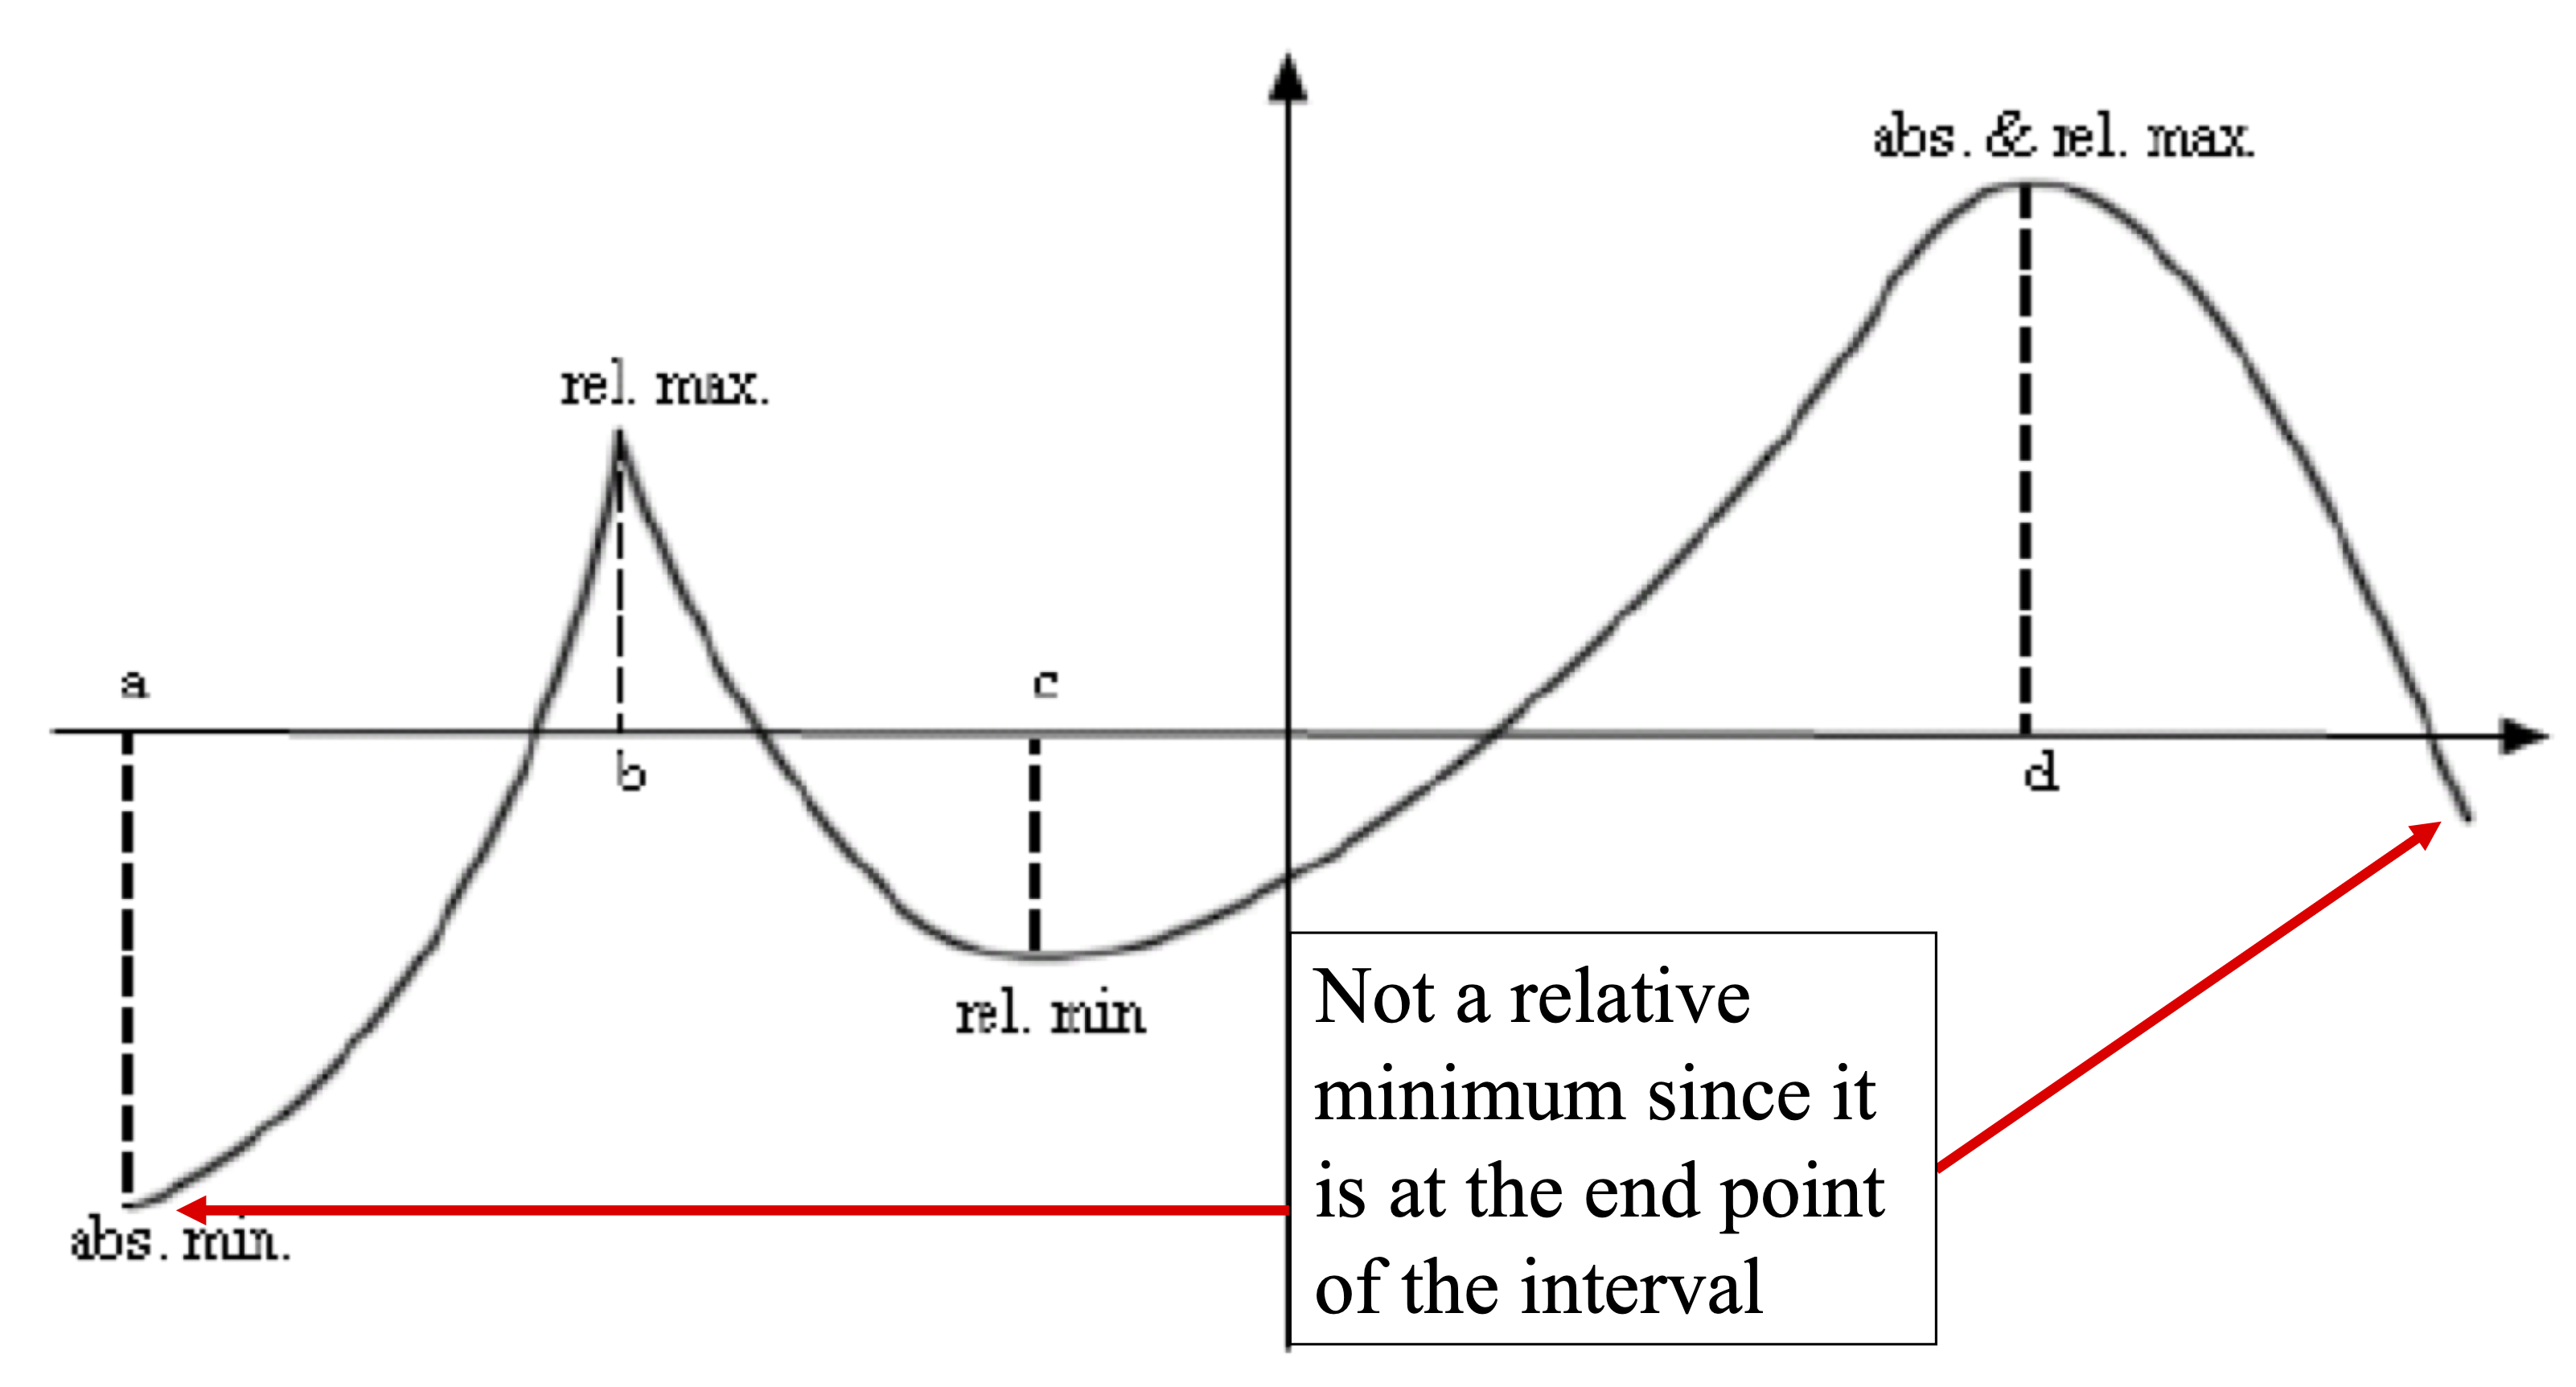 abs. & rel. max.
rel. max.
a
c
b
d
rel. min
Not a relative
minimum since it
is at the end point
of the interval
abs. min.